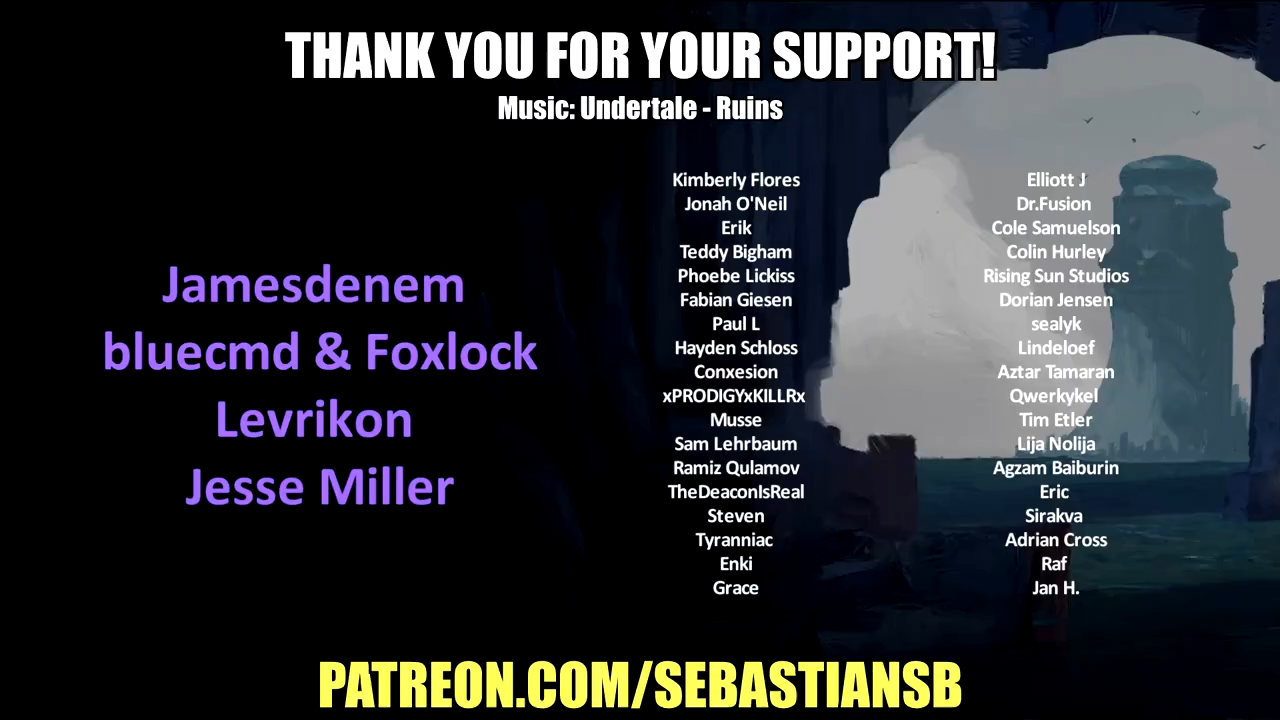 THANK YOU FOR YOUR SUPPORT!
Music: Undertale - Ruins
Jamesdenem
bluecmd & Foxlock
Levrikon
Jesse Miller
Kimberly Flores
Jonah O'Neil
Erik
Teddy Bigham
Phoebe Lickiss
Fabian Giesen
Paul L
Hayden Schloss
Conxesion
xPRODIGYxKILLRx
Musse
Sam Lehrbaum
Ramiz Qulamov
TheDeaconIsReal
Steven
Tyranniac
Enki
Grace
Elliott J
Dr.Fusion
Cole Samuelson
Colin Hurley
Rising Sun Studios
Dorian Jensen
sealyk
Lindeloef
Aztar Tamaran
Qwerkykel
Tim Etler
Lija Nolija
Agzam Baiburin
Eric
Sirakva
Adrian Cross
Raf
Jan H.
PATREON.COM/SEBASTIANSB